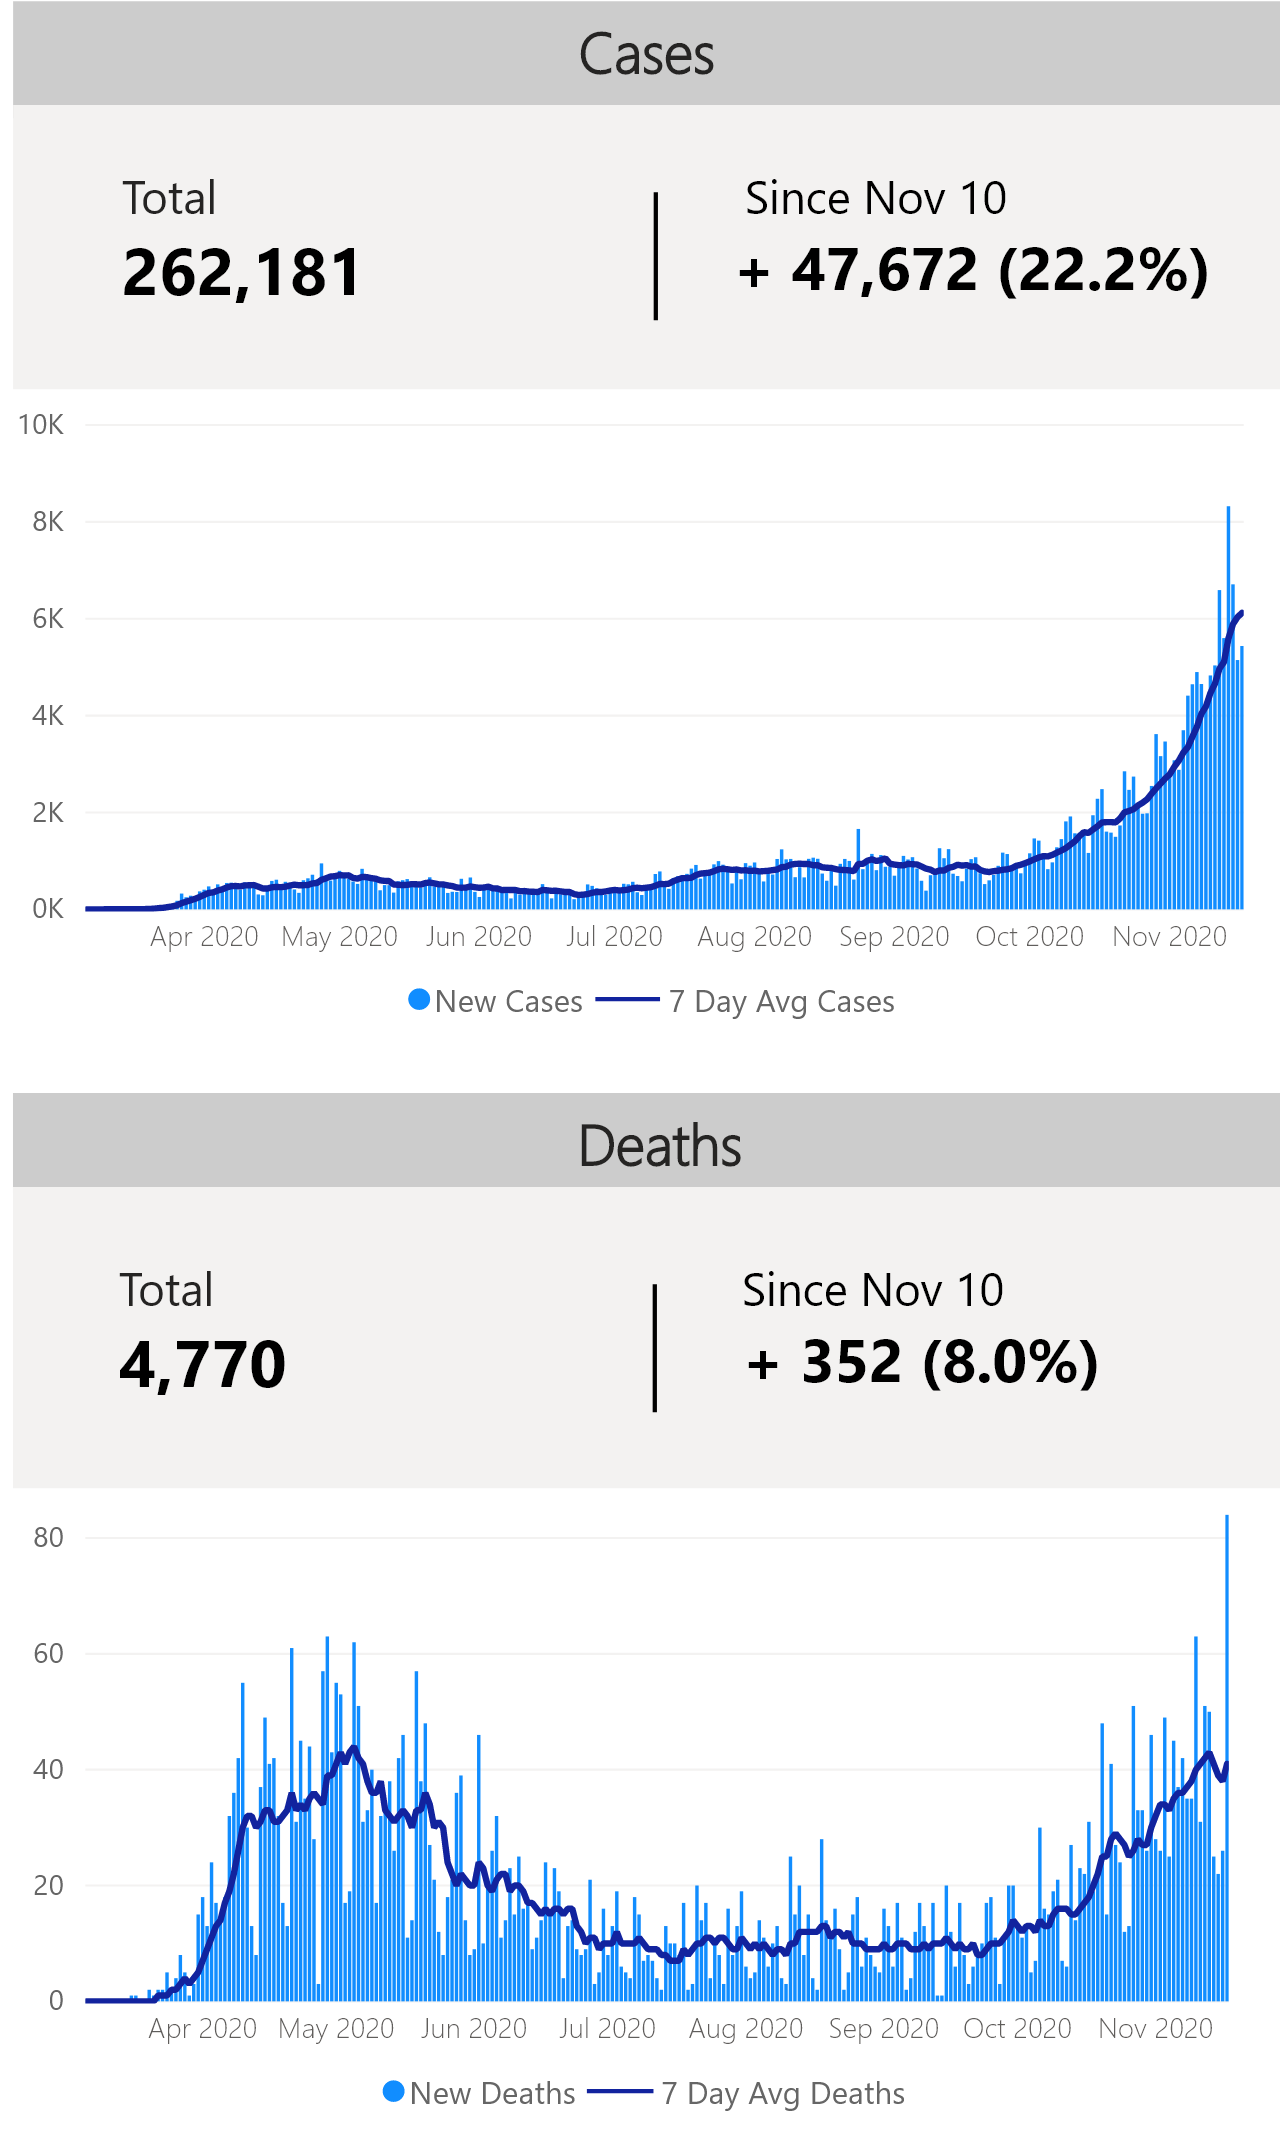 Cases
Total
262,181
Since Nov 10
+ 47,672 (22.2%)
10K
8K
6K
4K
2K
0K
Apr 2020 May 2020 Jun 2020 Jul 2020 Aug 2020 Sep 2020 Oct 2020 Nov 2020
New Cases 7 Day Avg Cases
Deaths
Total
4,770
Since Nov 10
+ 352 (8.0%)
80
60
40
20
0
Apr 2020 May 2020 Jun 2020 Jul 2020 Aug 2020 Sep 2020 Oct 2020 Nov 2020
New Deaths 7 Day Avg Deaths